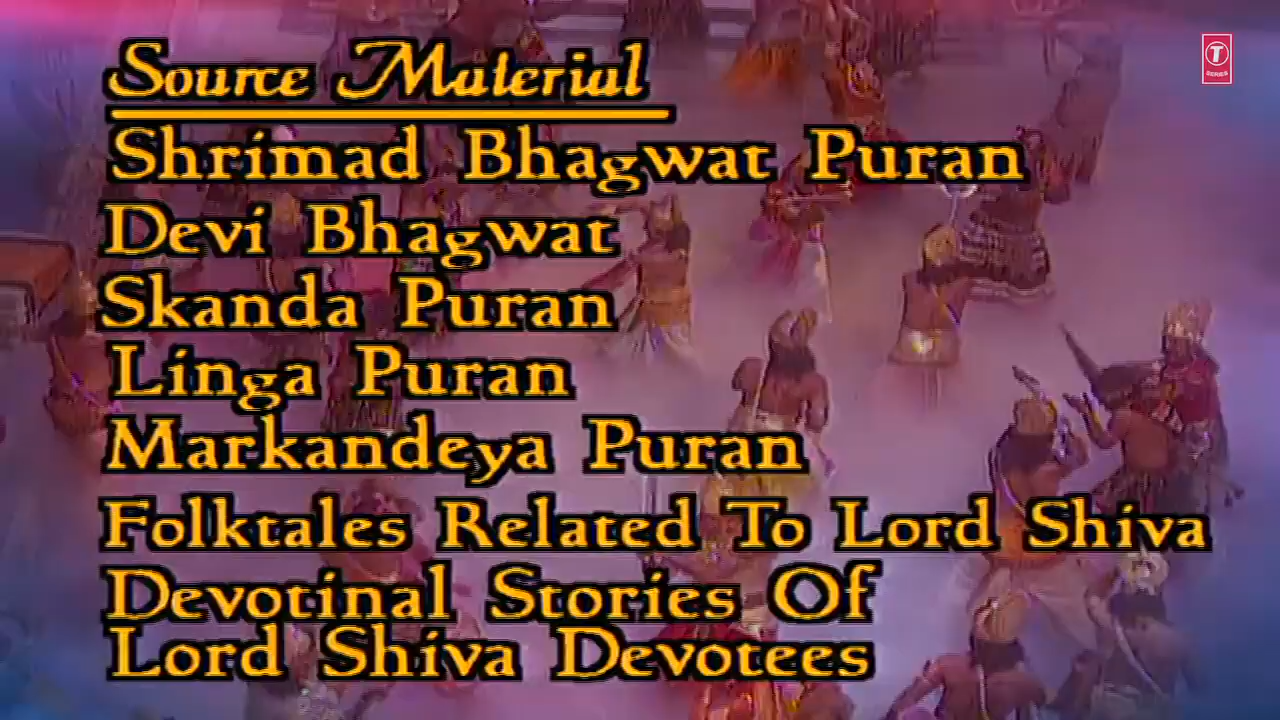 Source Material
Shrimad Bhagwat Puran
Devi Bhagwat
Skanda Puran
Linga Puran
Markandeya Puran
Folktales Related To Lord Shiva
Devotinal Stories Of
Lord Shiva Devotees
T
SERIES